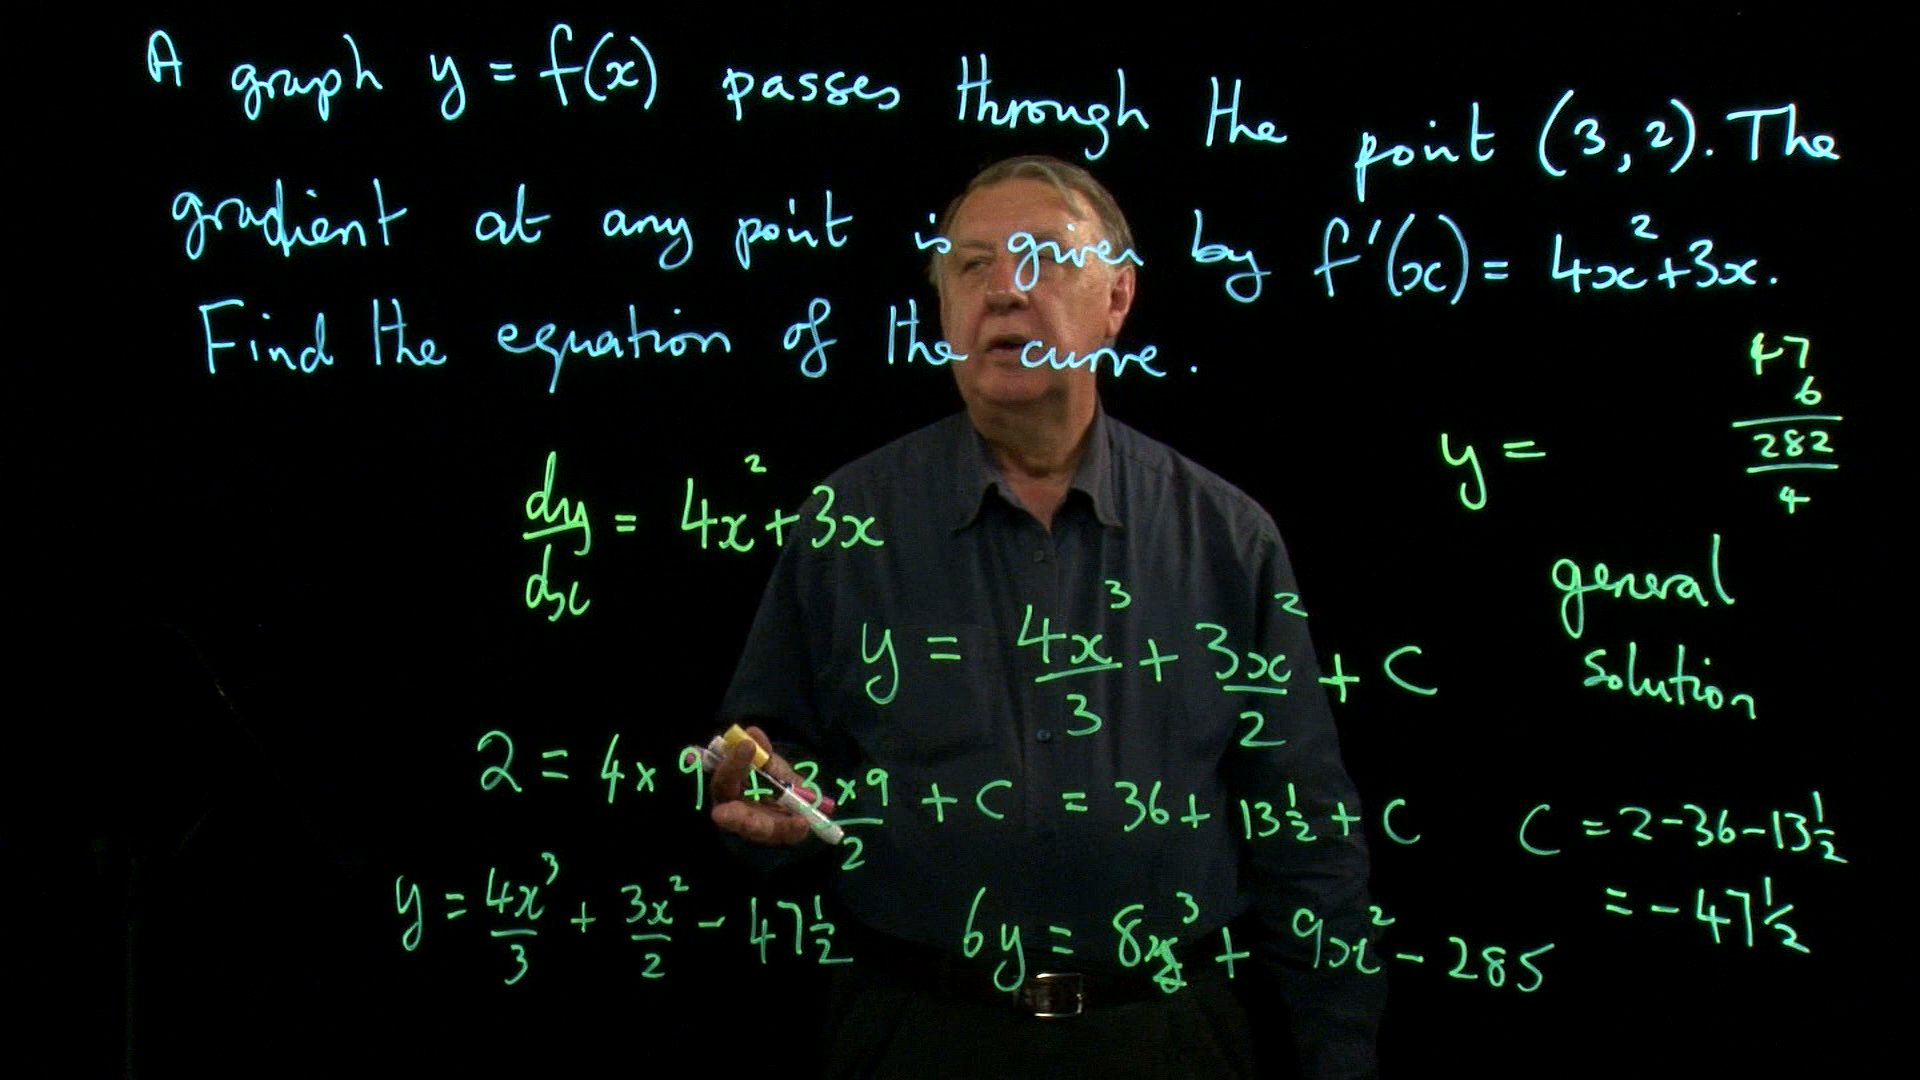 A graph y = f(x) passes through the point (3, 2). The
gradient at any point is given by f'(x) = 4x² + 3x.
Find the equation of the curve.
47
6
282
4
y =
dy/dx = 4x² + 3x
general
solution
y = 4x³/3 + 3x²/2 + C
2 = 4 × 9 + 3 × 9/2 + C = 36 + 13½ + C
C = 2 - 36 - 13½
= - 47½
y = 4x³/3 + 3x²/2 - 47½
6y = 8x³ + 9x² - 285